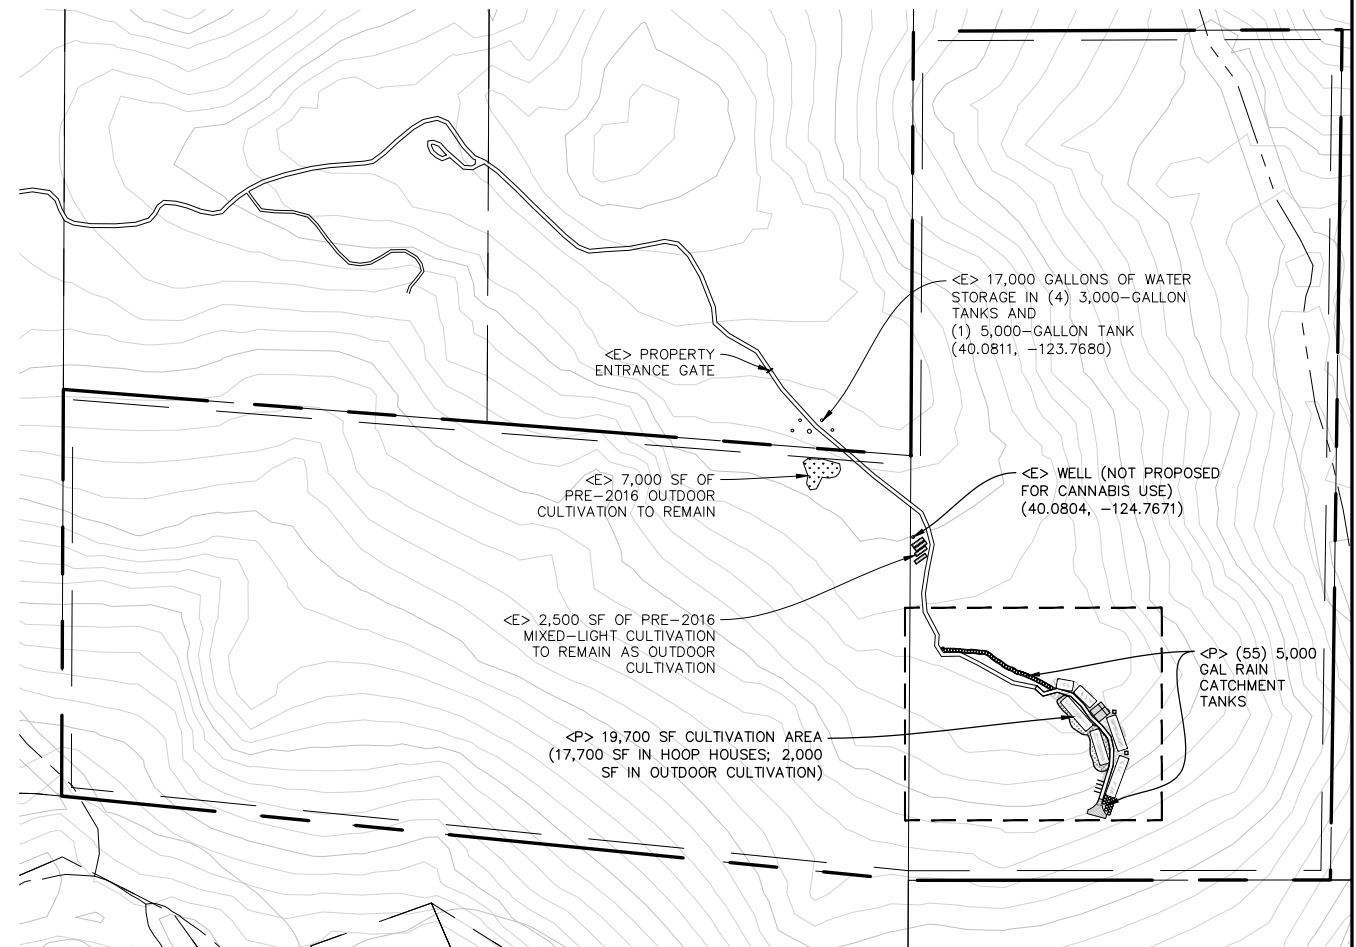 <E> 17,000 GALLONS OF WATER
STORAGE IN (4) 3,000-GALLON
TANKS AND
(1) 5,000-GALLON TANK
(40.0811, -123.7680)
<E> PROPERTY
ENTRANCE GATE
<E> 7,000 SF OF
PRE-2016 OUTDOOR
CULTIVATION TO REMAIN
<E> WELL (NOT PROPOSED
FOR CANNABIS USE)
(40.0804, -124.7671)
<E> 2,500 SF OF PRE-2016
MIXED-LIGHT CULTIVATION
TO REMAIN AS OUTDOOR
CULTIVATION
<P> (55) 5,000
GAL RAIN
CATCHMENT
TANKS
<P> 19,700 SF CULTIVATION AREA
(17,700 SF IN HOOP HOUSES; 2,000
SF IN OUTDOOR CULTIVATION)